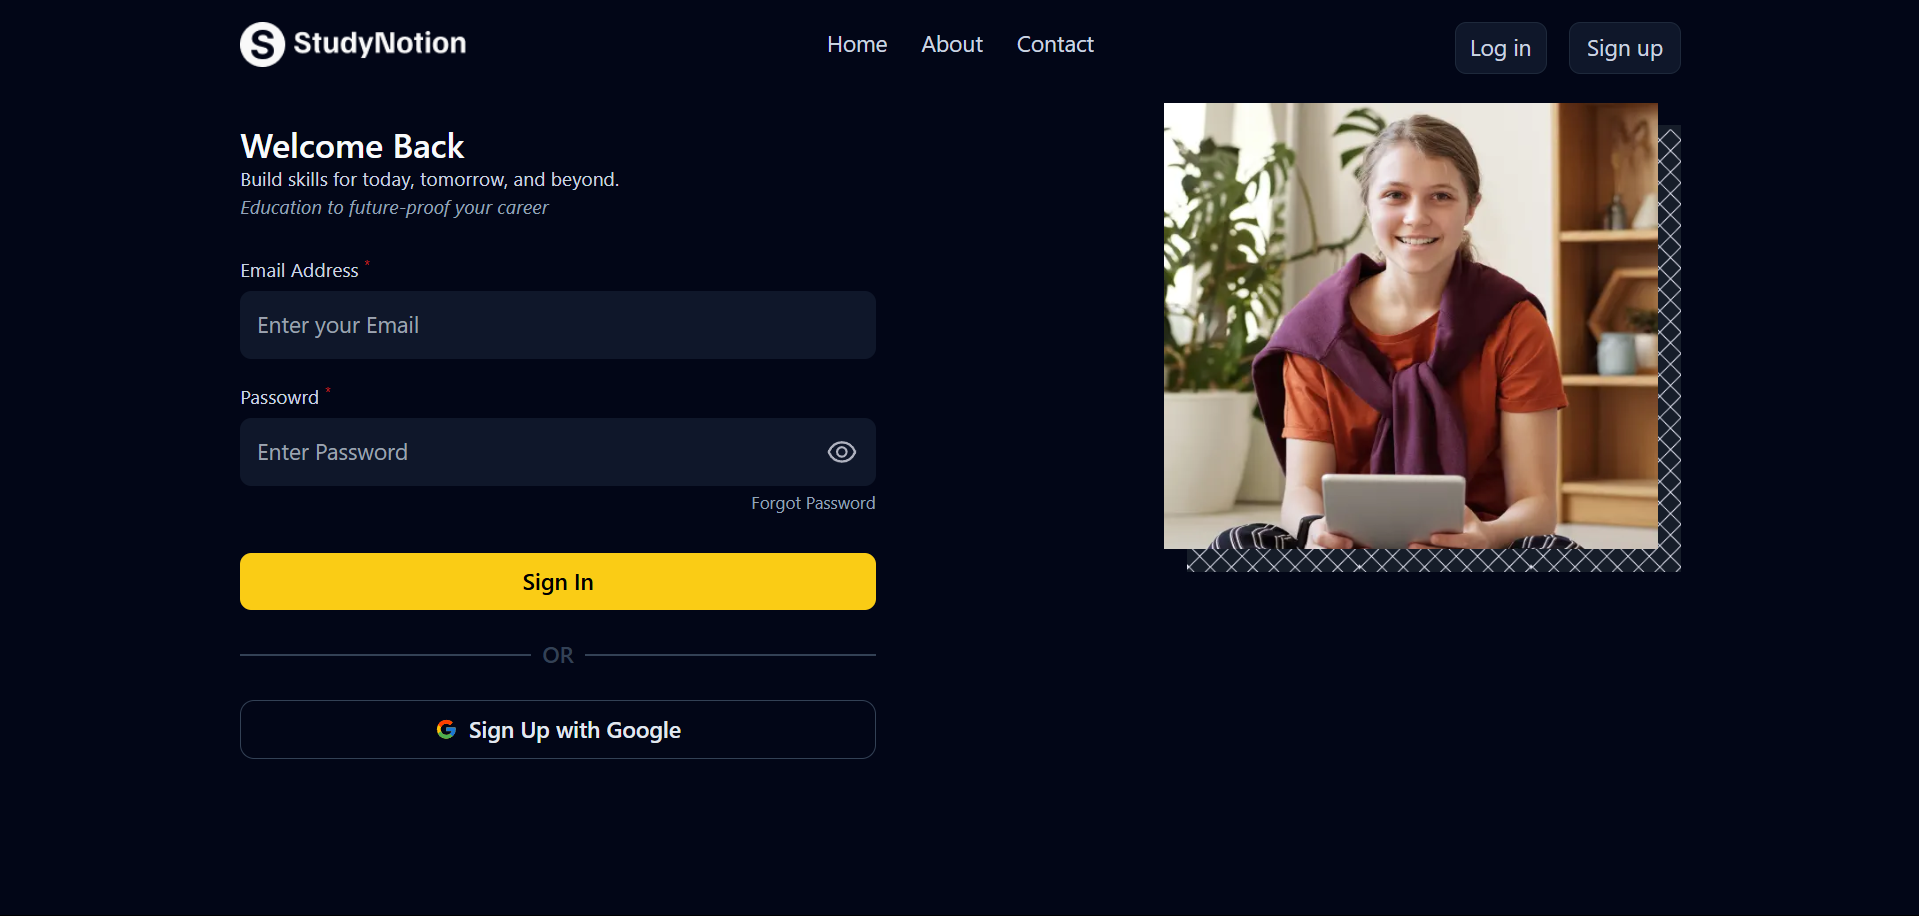 S StudyNotion
Home About Contact
Log in Sign up
Welcome Back
Build skills for today, tomorrow, and beyond.
Education to future-proof your career
Email Address *
Enter your Email
Passowrd *
Enter Password
Forgot Password
Sign In
OR
G Sign Up with Google